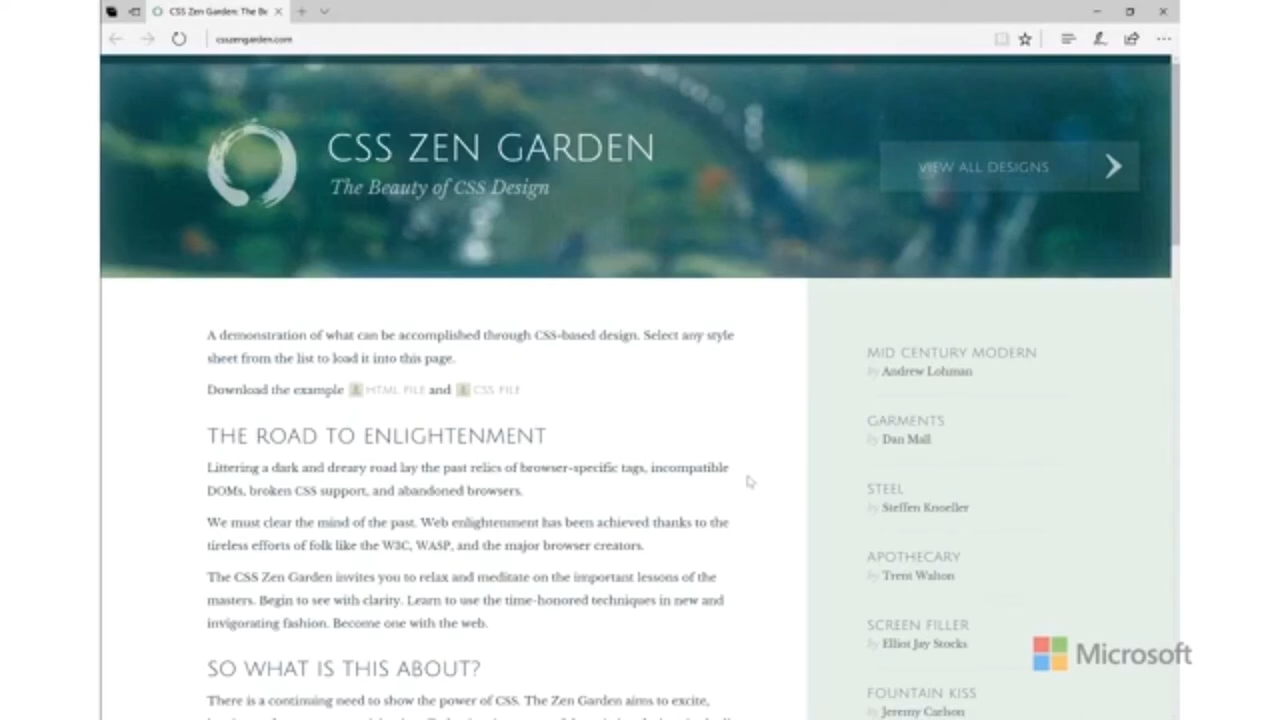 CSS Zen Garden: The Be
csszengarden.com
CSS ZEN GARDEN
The Beauty of CSS Design
VIEW ALL DESIGNS
A demonstration of what can be accomplished through CSS-based design. Select any style
sheet from the list to load it into this page.
Download the example HTML FILE and CSS FILE
THE ROAD TO ENLIGHTENMENT
Littering a dark and dreary road lay the past relics of browser-specific tags, incompatible
DOMs, broken CSS support, and abandoned browsers.
We must clear the mind of the past. Web enlightenment has been achieved thanks to the
tireless efforts of folk like the W3C, WASP, and the major browser creators.
The CSS Zen Garden invites you to relax and meditate on the important lessons of the
masters. Begin to see with clarity. Learn to use the time-honored techniques in new and
invigorating fashion. Become one with the web.
SO WHAT IS THIS ABOUT?
There is a continuing need to show the power of CSS. The Zen Garden aims to excite,
MID CENTURY MODERN
by Andrew Lohman
GARMENTS
by Dan Mall
STEEL
by Steffen Knoeller
APOTHECARY
by Trent Walton
SCREEN FILLER
by Elliot Jay Stocks
FOUNTAIN KISS
by Jeremy Carlson
Microsoft